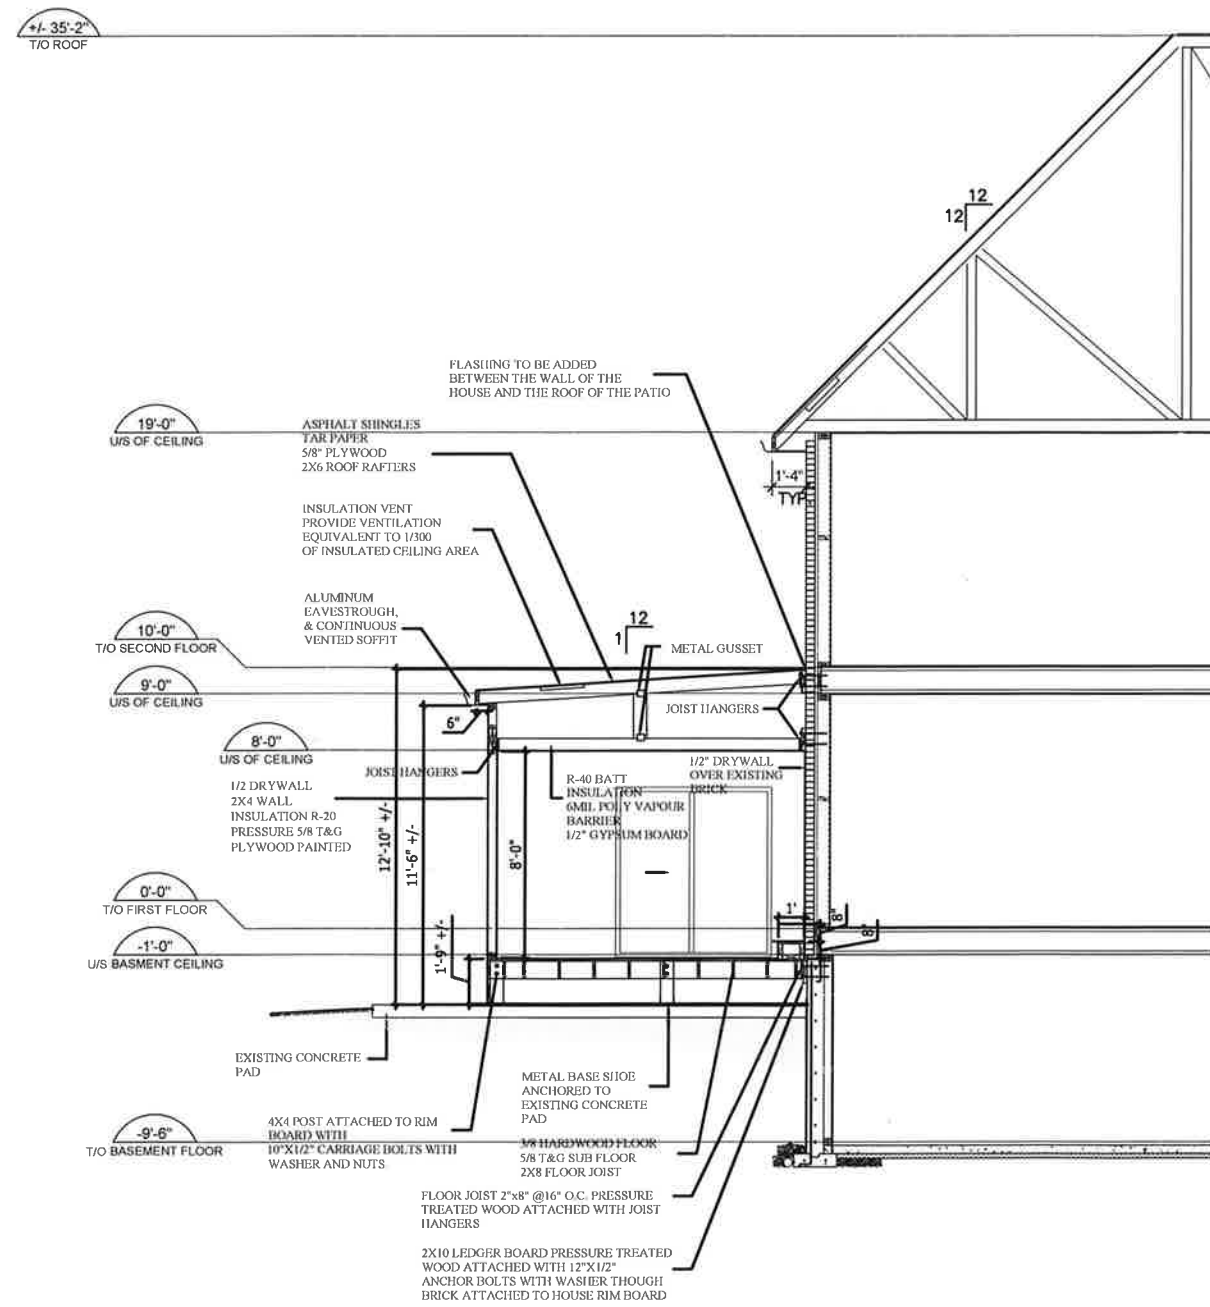 +/- 35'-2"
T/O ROOF
12
12
FLASHING TO BE ADDED
BETWEEN THE WALL OF THE
HOUSE AND THE ROOF OF THE PATIO
19'-0"
U/S OF CEILING
ASPHALT SHINGLES
TAR PAPER
5/8" PLYWOOD
2X6 ROOF RAFTERS
1'-4"
TYP
INSULATION VENT
PROVIDE VENTILATION
EQUIVALENT TO 1/300
OF INSULATED CEILING AREA
ALUMINUM
EAVESTROUGH,
& CONTINUOUS
VENTED SOFFIT
10'-0"
T/O SECOND FLOOR
12
1
METAL GUSSET
9'-0"
U/S OF CEILING
6"
JOIST HANGERS
8'-0"
U/S OF CEILING
JOIST HANGERS
1/2" DRYWALL
OVER EXISTING
BRICK
1/2 DRYWALL
2X4 WALL
INSULATION R-20
PRESSURE 5/8 T&G
PLYWOOD PAINTED
R-40 BATT
INSULATION
6MIL POLY VAPOUR
BARRIER
1/2" GYPSUM BOARD
12'-10" +/-
11'-6" +/-
8'-0"
0'-0"
T/O FIRST FLOOR
1'
8"
8"
-1'-0"
U/S BASMENT CEILING
1'-9" +/-
EXISTING CONCRETE
PAD
METAL BASE SHOE
ANCHORED TO
EXISTING CONCRETE
PAD
-9'-6"
T/O BASEMENT FLOOR
4X4 POST ATTACHED TO RIM
BOARD WITH
10"X1/2" CARRIAGE BOLTS WITH
WASHER AND NUTS
3/8 HARDWOOD FLOOR
5/8 T&G SUB FLOOR
2X8 FLOOR JOIST
FLOOR JOIST 2"x8" @16" O.C. PRESSURE
TREATED WOOD ATTACHED WITH JOIST
HANGERS
2X10 LEDGER BOARD PRESSURE TREATED
WOOD ATTACHED WITH 12"X1/2"
ANCHOR BOLTS WITH WASHER THOUGH
BRICK ATTACHED TO HOUSE RIM BOARD